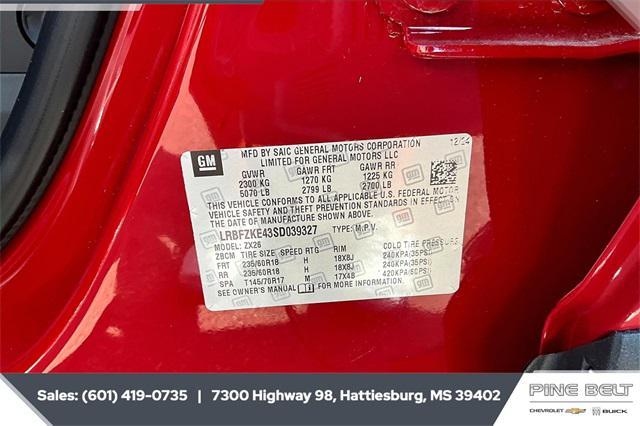 GM
MFD BY SAIC GENERAL MOTORS CORPORATION 12/24
LIMITED FOR GENERAL MOTORS LLC
GVWR GAWR FRT GAWR RR
2300 KG 1270 KG 1225 KG
5070 LB 2799 LB 2700 LB
THIS VEHICLE CONFORMS TO ALL APPLICABLE U.S. FEDERAL MOTOR
VEHICLE SAFETY, BUMPER, AND THEFT PREVENTION STANDARDS
IN EFFECT ON THE DATE OF MANUFACTURE SHOWN ABOVE.
LRBFZKE43SD039327 TYPE: M.P.V.
MODEL: ZX26
ZBCM TIRE SIZE SPEED RTG RIM COLD TIRE PRESSURE
FRT 235/60R18 H 18X8J 240KPA(35PSI)
RR 235/60R18 H 18X8J 240KPA(35PSI)
SPA T145/70R17 M 17X4B 420KPA(60PSI)
SEE OWNER'S MANUAL FOR MORE INFORMATION.
Sales: (601) 419-0735 | 7300 Highway 98, Hattiesburg, MS 39402
PINE BELT
CHEVROLET BUICK